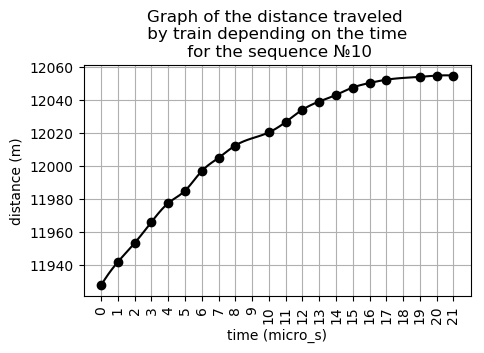 Graph of the distance traveled
by train depending on the time
for the sequence №10
12060
12040
12020
12000
11980
11960
11940
distance (m)
0 1 2 3 4 5 6 7 8 9 10 11 12 13 14 15 16 17 18 19 20 21
time (micro_s)